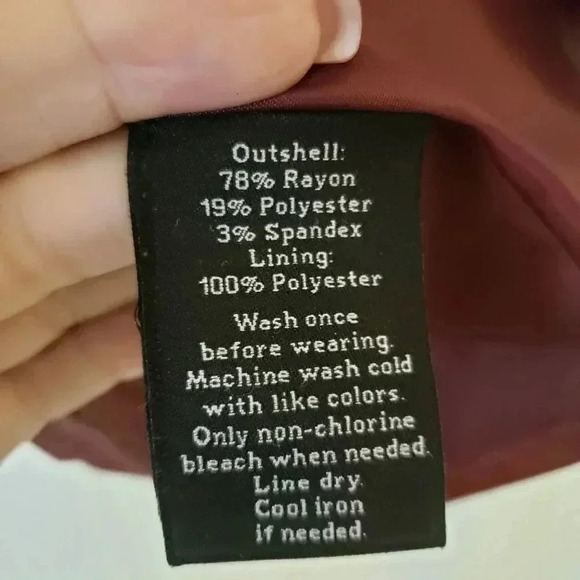 Outshell:
78% Rayon
19% Polyester
3% Spandex
Lining:
100% Polyester
Wash once
before wearing.
Machine wash cold
with like colors.
Only non-chlorine
bleach when needed.
Line dry.
Cool iron
if needed.